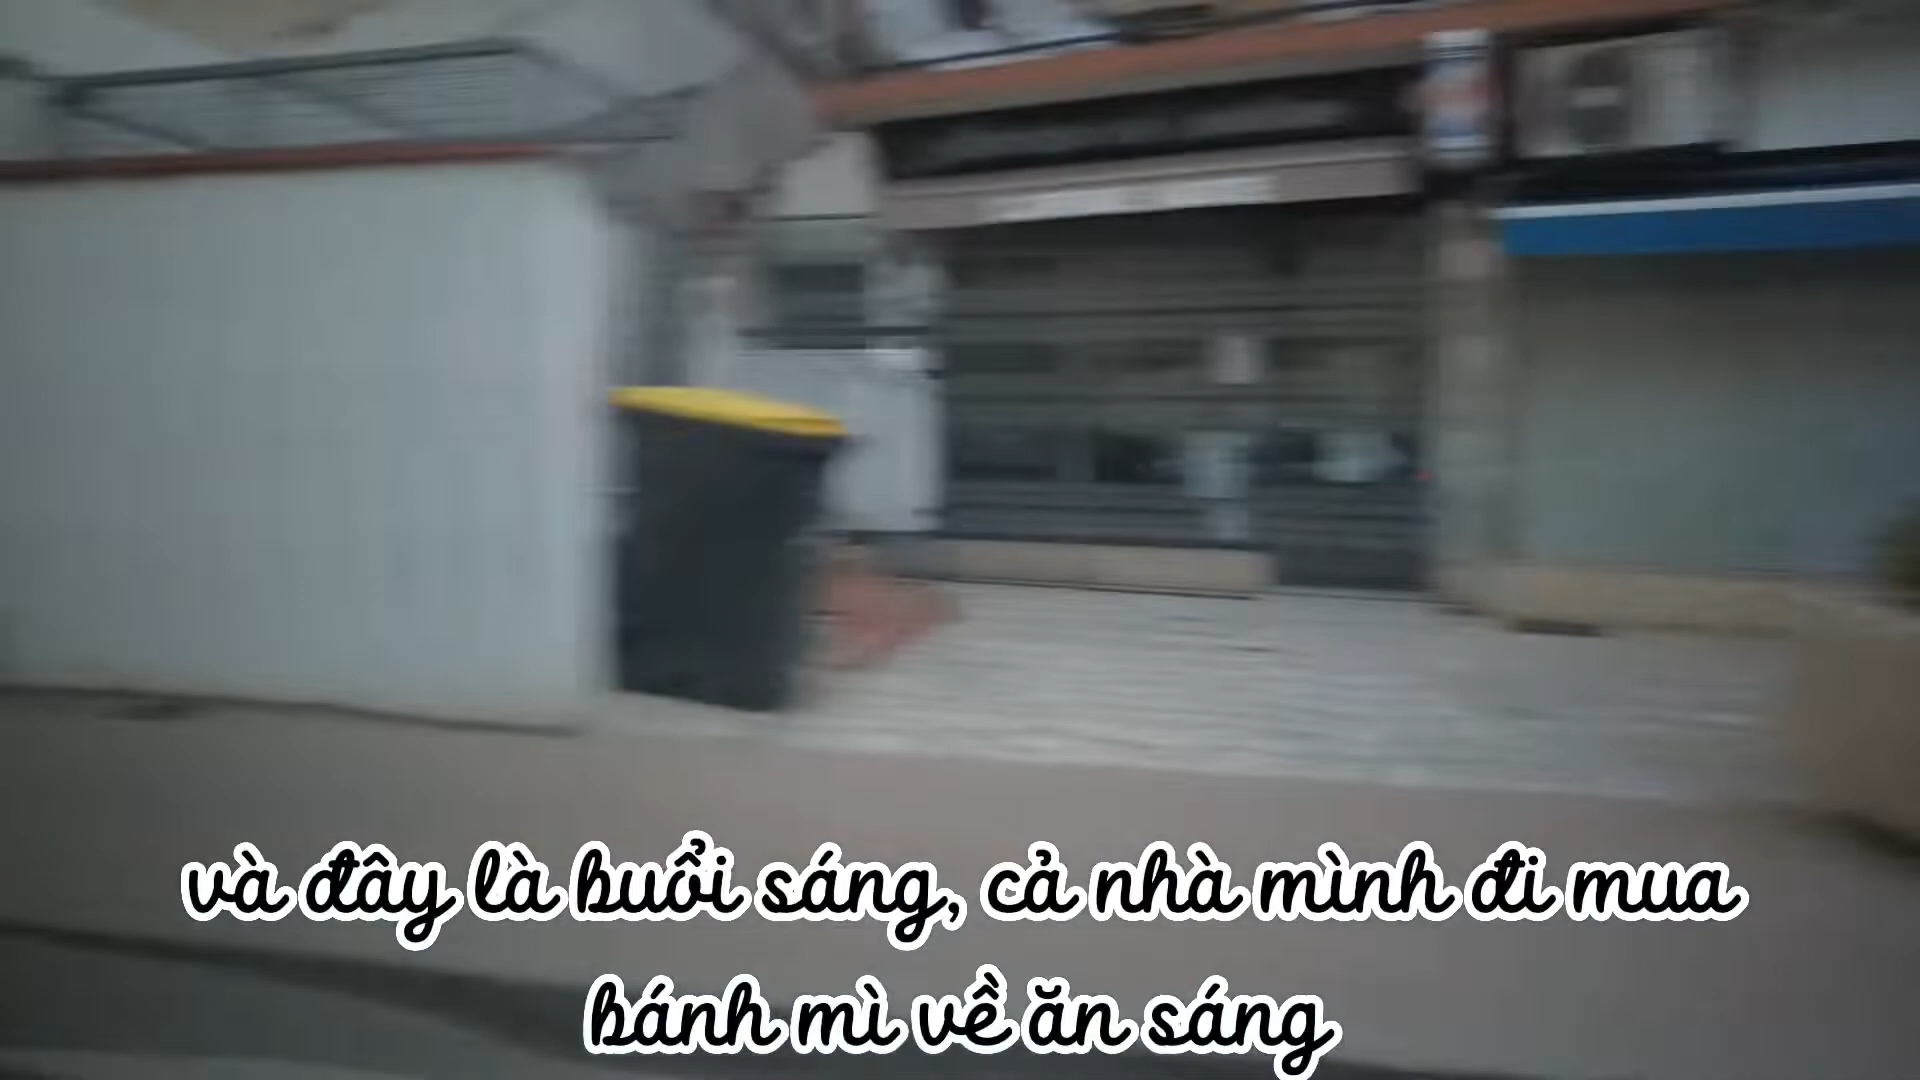 và đây là buổi sáng, cả nhà mình đi mua
bánh mì về ăn sáng